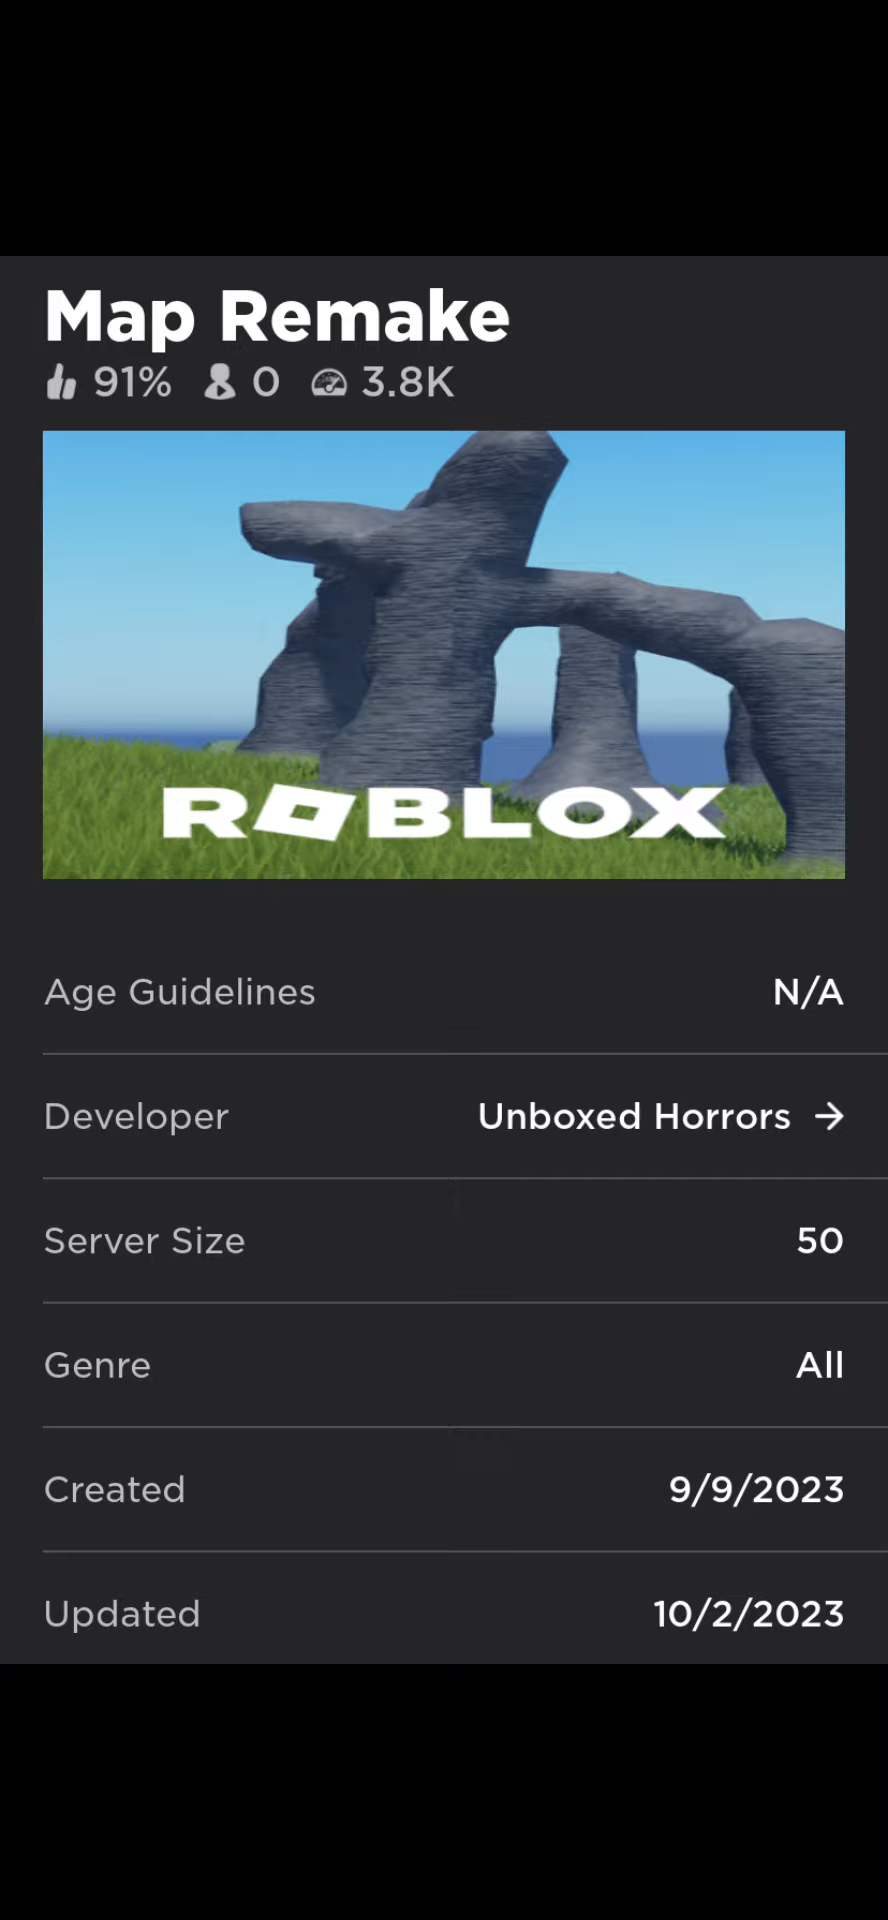 Map Remake
91% 0 3.8K
ROBLOX
Age Guidelines N/A
Developer Unboxed Horrors →
Server Size 50
Genre All
Created 9/9/2023
Updated 10/2/2023